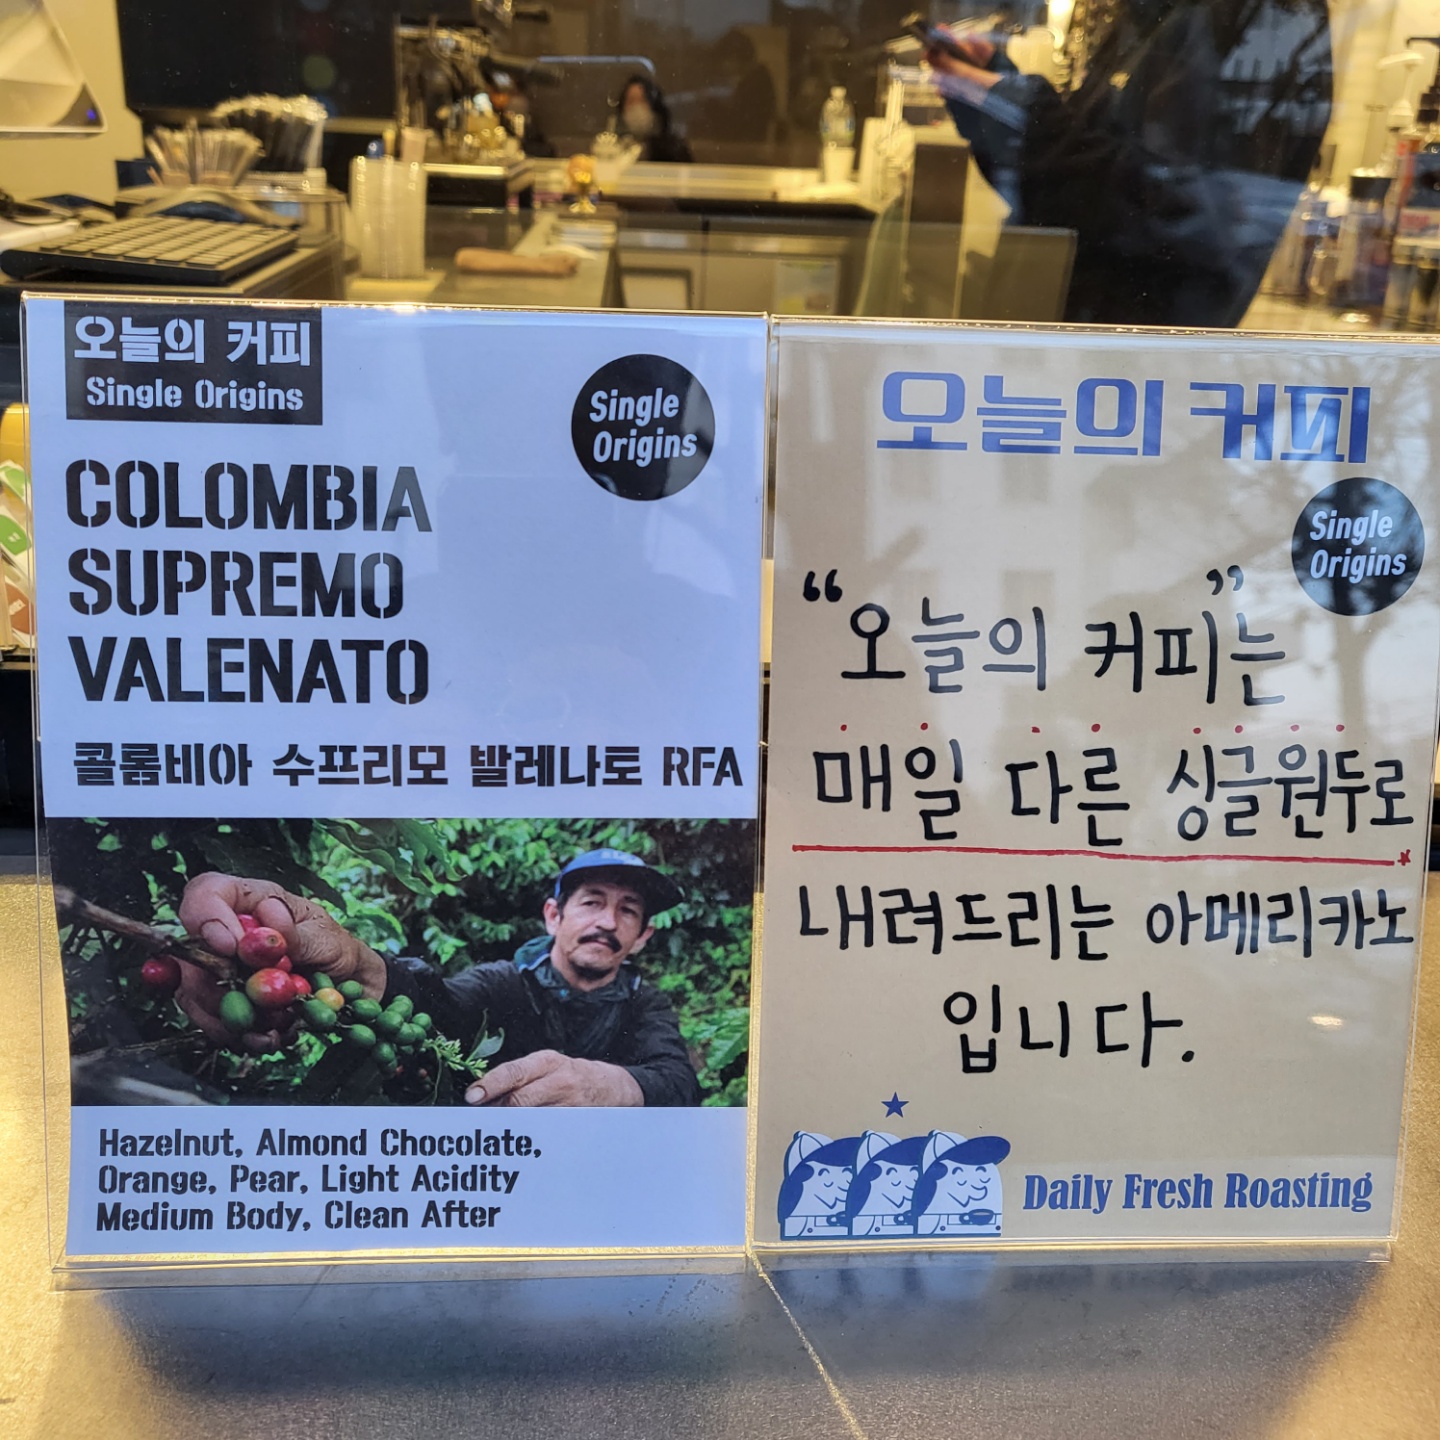 오늘의 커피
Single Origins
Single
Origins
COLOMBIA
SUPREMO
VALENATO
콜롬비아 수프리모 발레나토 RFA
Hazelnut, Almond Chocolate,
Orange, Pear, Light Acidity
Medium Body, Clean After
오늘의 커피
Single
Origins
“오늘의 커피”는
매일 다른 싱글원두로
내려드리는 아메리카노
입니다.
Daily Fresh Roasting